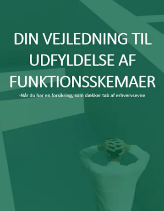 DIN VEJLEDNING TIL
UDFYLDELSE AF
FUNKTIONSSKEMAER
-Når du har en forsikring, som dækker tab af erhvervsevne